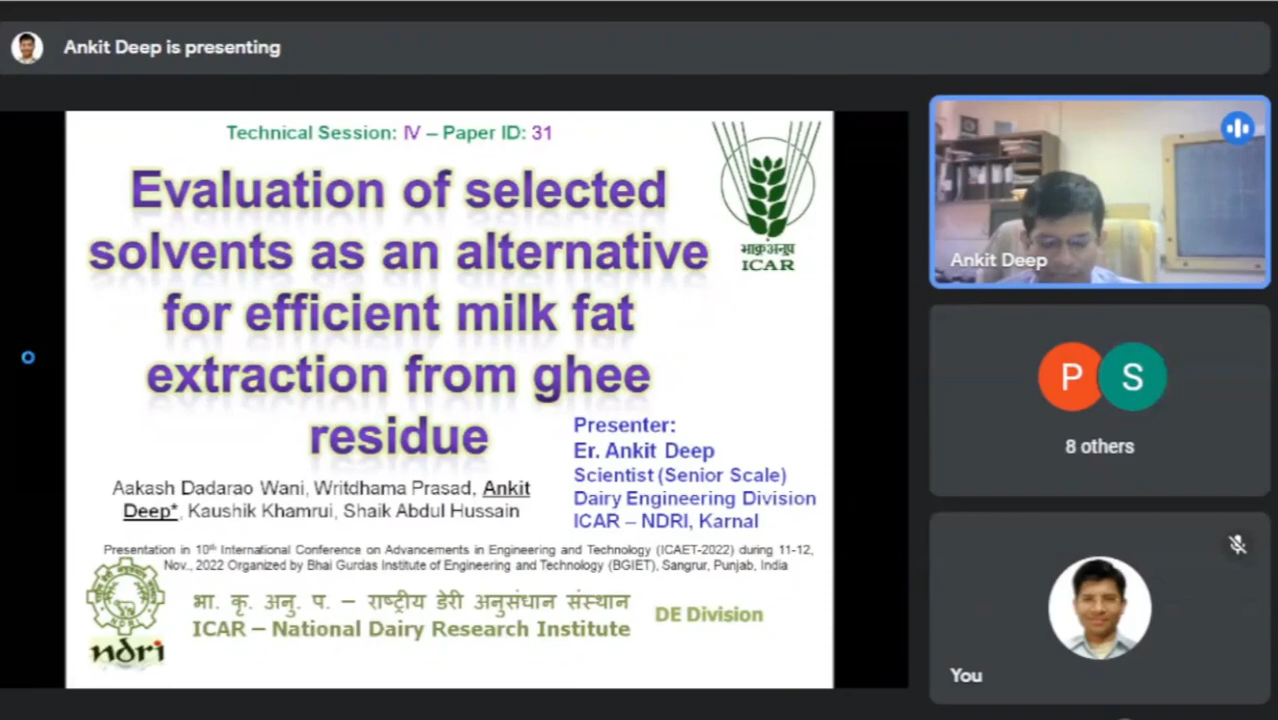 Ankit Deep is presenting
Technical Session: IV – Paper ID: 31
Evaluation of selected
solvents as an alternative
for efficient milk fat
extraction from ghee
residue
भाकृअनुप
ICAR
Presenter:
Er. Ankit Deep
Scientist (Senior Scale)
Dairy Engineering Division
ICAR – NDRI, Karnal
Aakash Dadarao Wani, Writdhama Prasad, Ankit
Deep*, Kaushik Khamrui, Shaik Abdul Hussain
Presentation in 10th International Conference on Advancements in Engineering and Technology (ICAET-2022) during 11-12,
Nov., 2022 Organized by Bhai Gurdas Institute of Engineering and Technology (BGIET), Sangrur, Punjab, India
भा. कृ. अनु. प. – राष्ट्रीय डेरी अनुसंधान संस्थान
ICAR – National Dairy Research Institute
DE Division
ndri
Ankit Deep
P
S
8 others
You